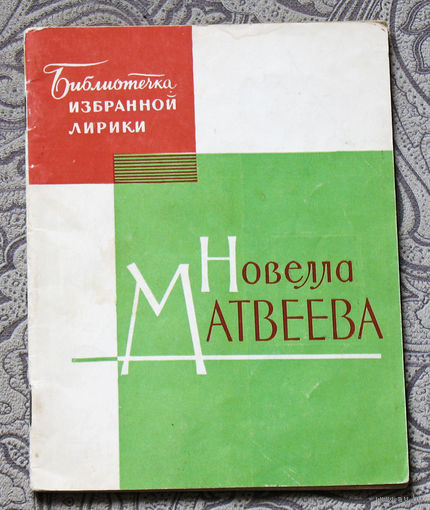 Библиотечка
ИЗБРАННОЙ
ЛИРИКИ
Новелла
МАТВЕЕВА